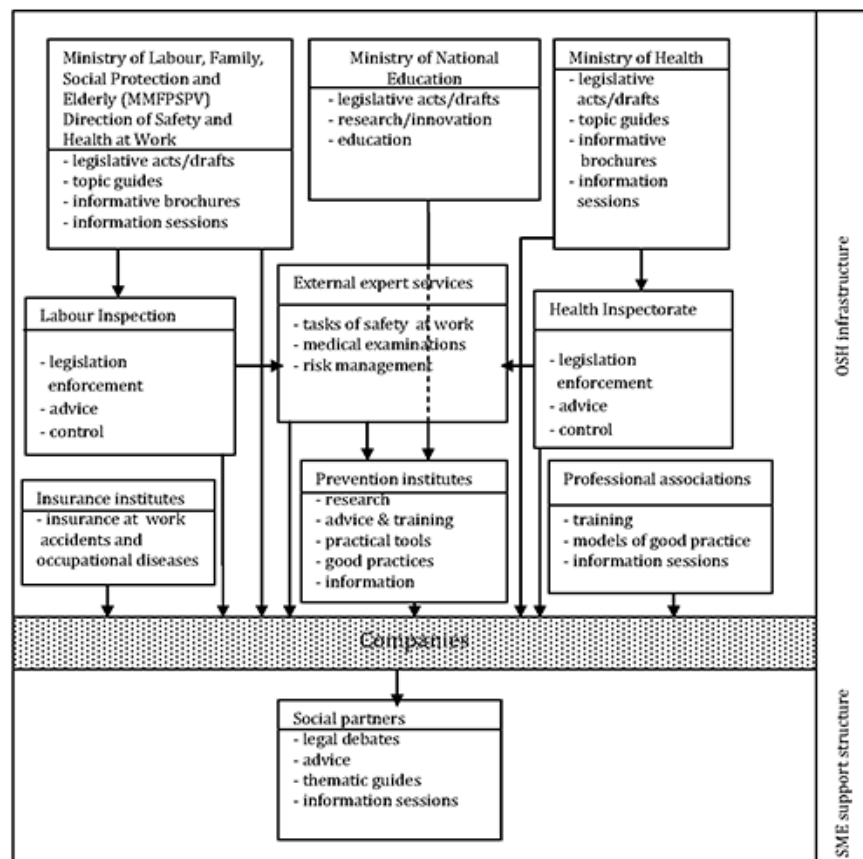 Ministry of Labour, Family,
Social Protection and
Elderly (MMFPSPV)
Direction of Safety and
Health at Work
- legislative acts/drafts
- topic guides
- informative brochures
- information sessions
Ministry of National
Education
- legislative acts/drafts
- research/innovation
- education
Ministry of Health
- legislative
acts/drafts
- topic guides
- informative
brochures
- information
sessions
OSH infrastructure
Labour Inspection
- legislation
enforcement
- advice
- control
External expert services
- tasks of safety at work
- medical examinations
- risk management
Health Inspectorate
- legislation
enforcement
- advice
- control
Insurance institutes
- insurance at work
accidents and
occupational diseases
Prevention institutes
- research
- advice & training
- practical tools
- good practices
- information
Professional associations
- training
- models of good practice
- information sessions
Companies
Social partners
- legal debates
- advice
- thematic guides
- information sessions
SME support structure